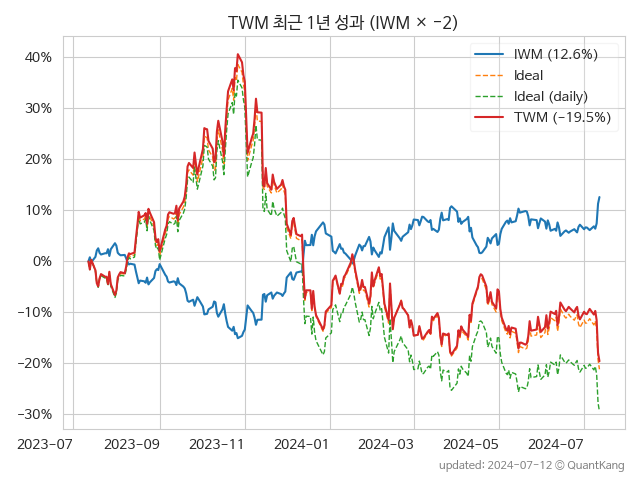 TWM 최근 1년 성과 (IWM × −2)
IWM (12.6%)
Ideal
Ideal (daily)
TWM (−19.5%)
40%
30%
20%
10%
0%
−10%
−20%
−30%
2023-07
2023-09
2023-11
2024-01
2024-03
2024-05
2024-07
updated: 2024-07-12 © QuantKang